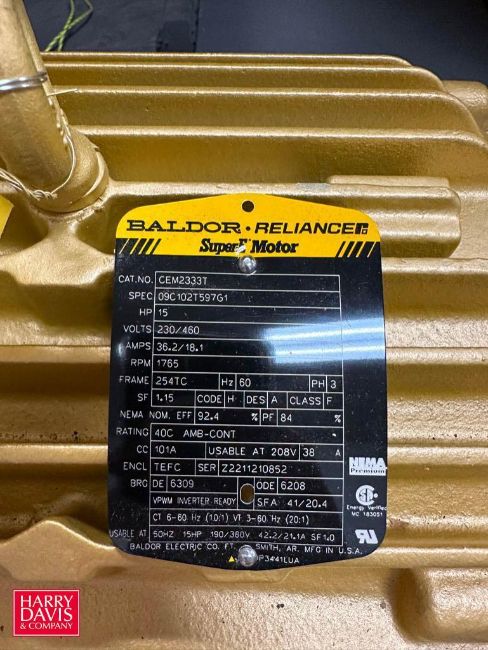 BALDOR · RELIANCE
Super-E Motor
CAT.NO. CEM2333T
SPEC 09C102T597G1
HP 15
VOLTS 230/460
AMPS 36.2/18.1
RPM 1765
FRAME 254TC Hz 60 PH 3
SF 1.15 CODE H DES A CLASS F
NEMA NOM. EFF 92.4 % PF 84 %
RATING 40C AMB-CONT
CC 101A USABLE AT 208V 38 A
NEMA
Premium
ENCL TEFC SER Z2211210852
BRG DE 6309 ODE 6208
Energy Verified
MC 183051
VPWM INVERTER READY SFA 41/20.4
CT 6-60 Hz (10:1) VT 3-60 Hz (20:1)
USABLE AT 50HZ 15HP 190/380V 42.2/21.1A SF1.0
BALDOR ELECTRIC CO. FT. SMITH, AR. MFG IN U.S.A.
P3441LUA
HARRY
DAVIS
& COMPANY